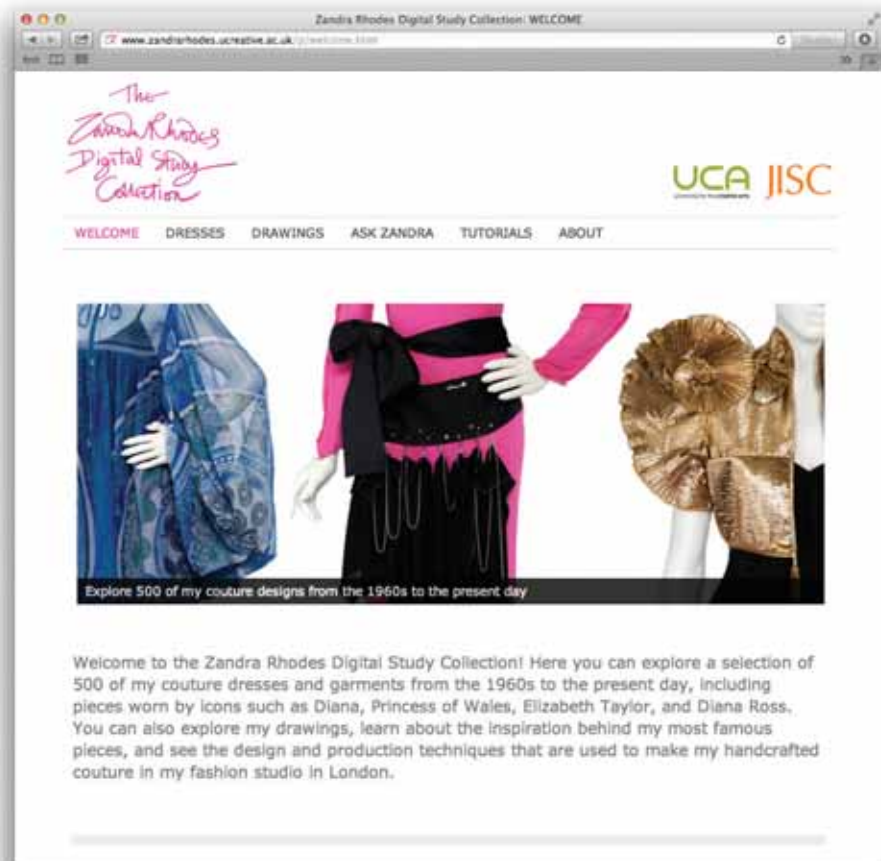 Zandra Rhodes Digital Study Collection: WELCOME
www.zandrarhodes.ucreative.ac.uk
The
Zandra Rhodes
Digital Study
Collection
UCA JISC
WELCOME DRESSES DRAWINGS ASK ZANDRA TUTORIALS ABOUT
Explore 500 of my couture designs from the 1960s to the present day
Welcome to the Zandra Rhodes Digital Study Collection! Here you can explore a selection of
500 of my couture dresses and garments from the 1960s to the present day, including
pieces worn by icons such as Diana, Princess of Wales, Elizabeth Taylor, and Diana Ross.
You can also explore my drawings, learn about the inspiration behind my most famous
pieces, and see the design and production techniques that are used to make my handcrafted
couture in my fashion studio in London.